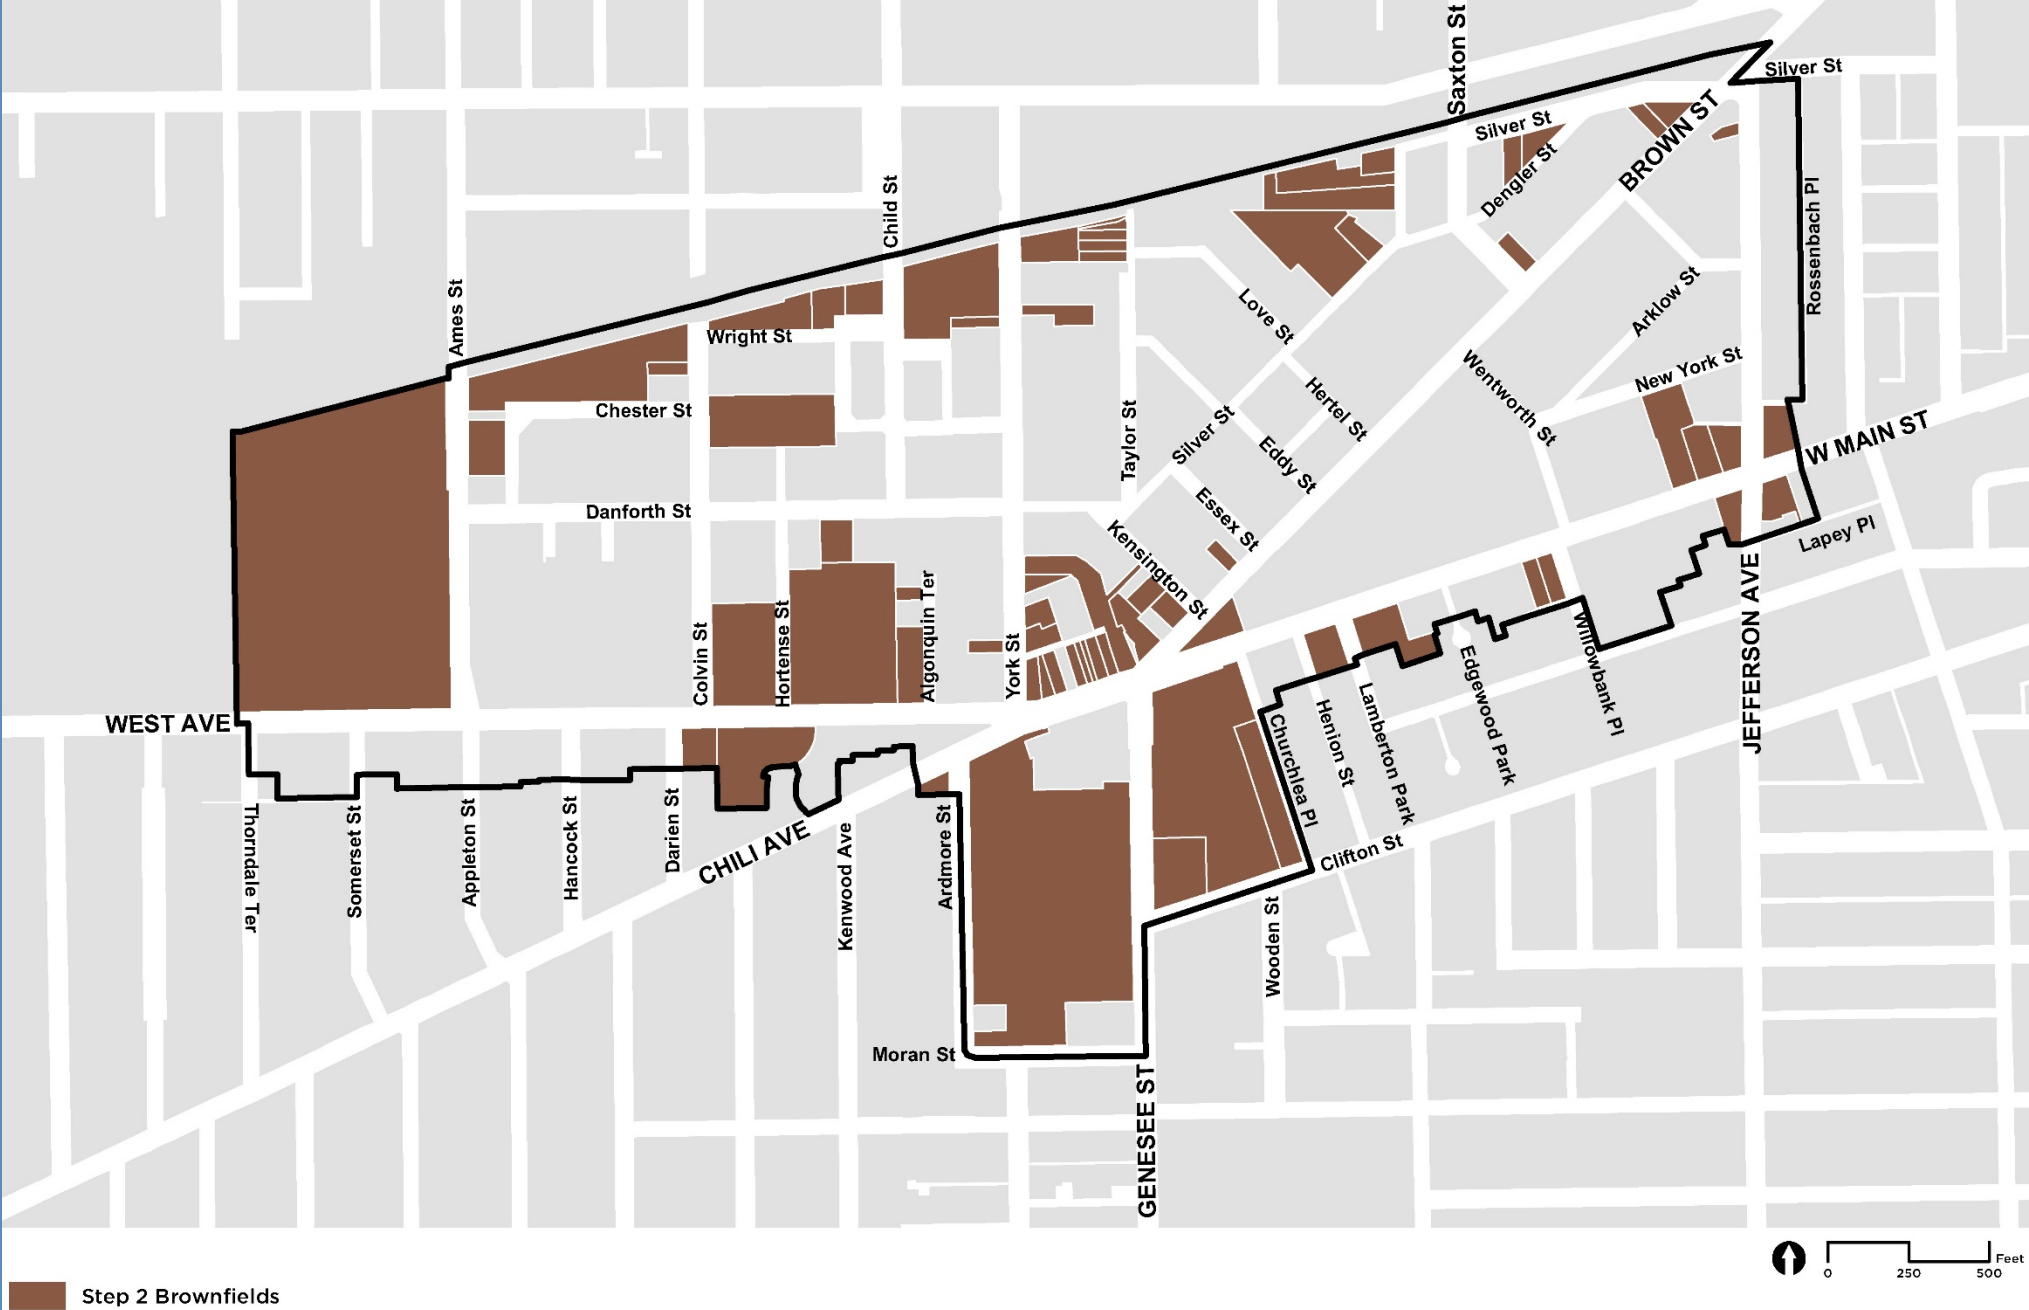 Saxton St
Silver St
Silver St
BROWN ST
Dengler St
Child St
Rossenbach Pl
Ames St
Love St
Arklow St
Wright St
New York St
Wentworth St
Hertel St
Chester St
Taylor St
Silver St
W MAIN ST
Eddy St
Danforth St
Essex St
Kensington St
Lapey Pl
Algonquin Ter
Hortense St
Colvin St
York St
JEFFERSON AVE
Willowbank Pl
Edgewood Park
WEST AVE
Lamberton Park
Henion St
Churchlea Pl
Thorndale Ter
Somerset St
Appleton St
Hancock St
Darien St
CHILI AVE
Kenwood Ave
Ardmore St
Clifton St
Wooden St
Moran St
GENESEE ST
Feet
0 250 500
Step 2 Brownfields